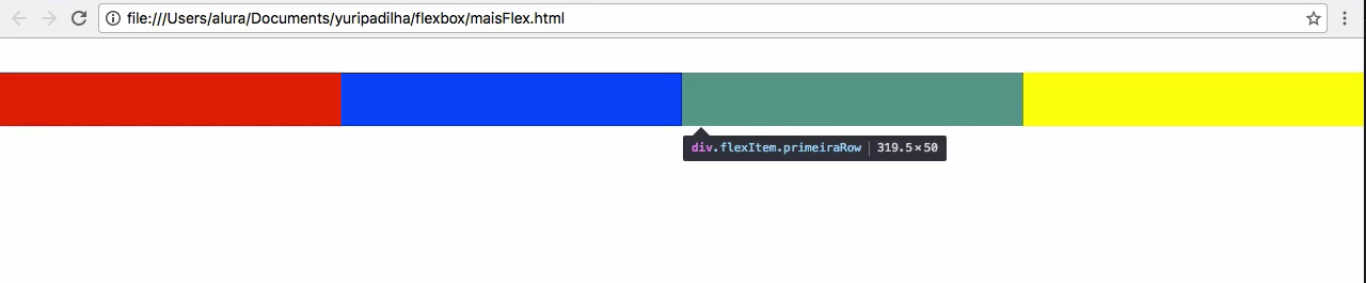 file:///Users/alura/Documents/yuripadilha/flexbox/maisFlex.html
div.flexItem.primeiraRow | 319.5×50